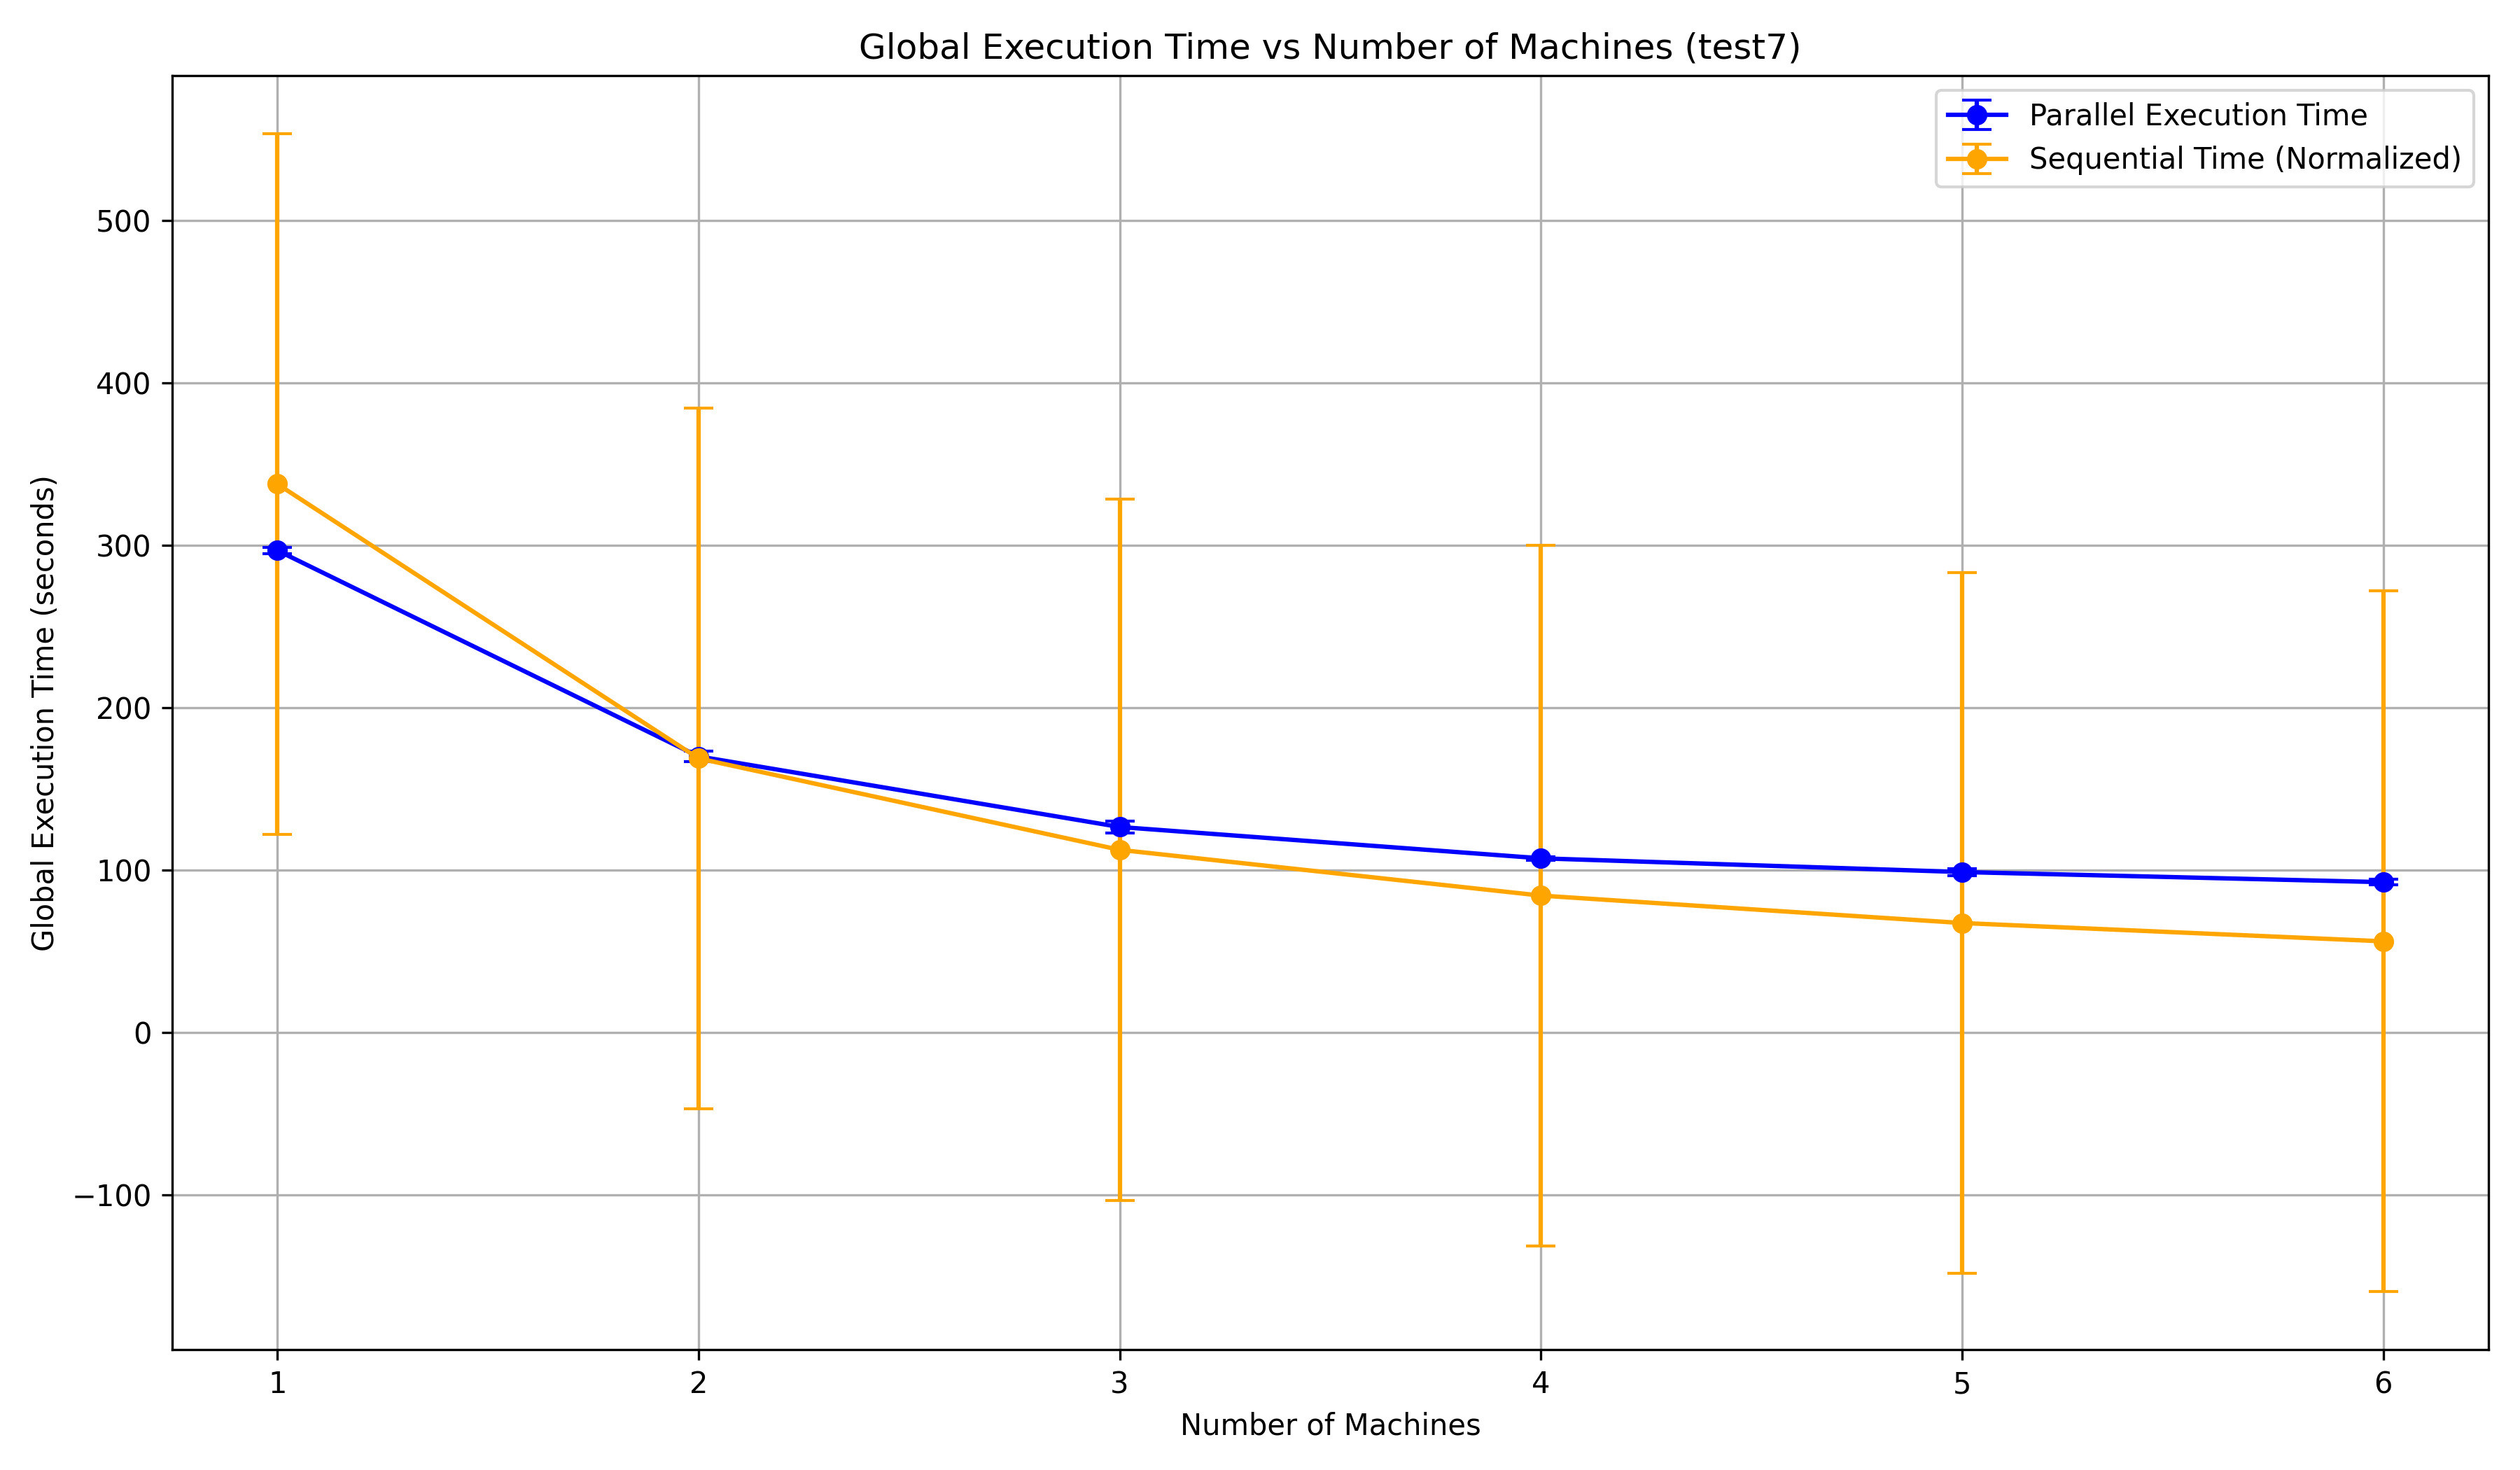 Global Execution Time vs Number of Machines (test7)
Parallel Execution Time
Sequential Time (Normalized)
Global Execution Time (seconds)
500
400
300
200
100
0
−100
1 2 3 4 5 6
Number of Machines